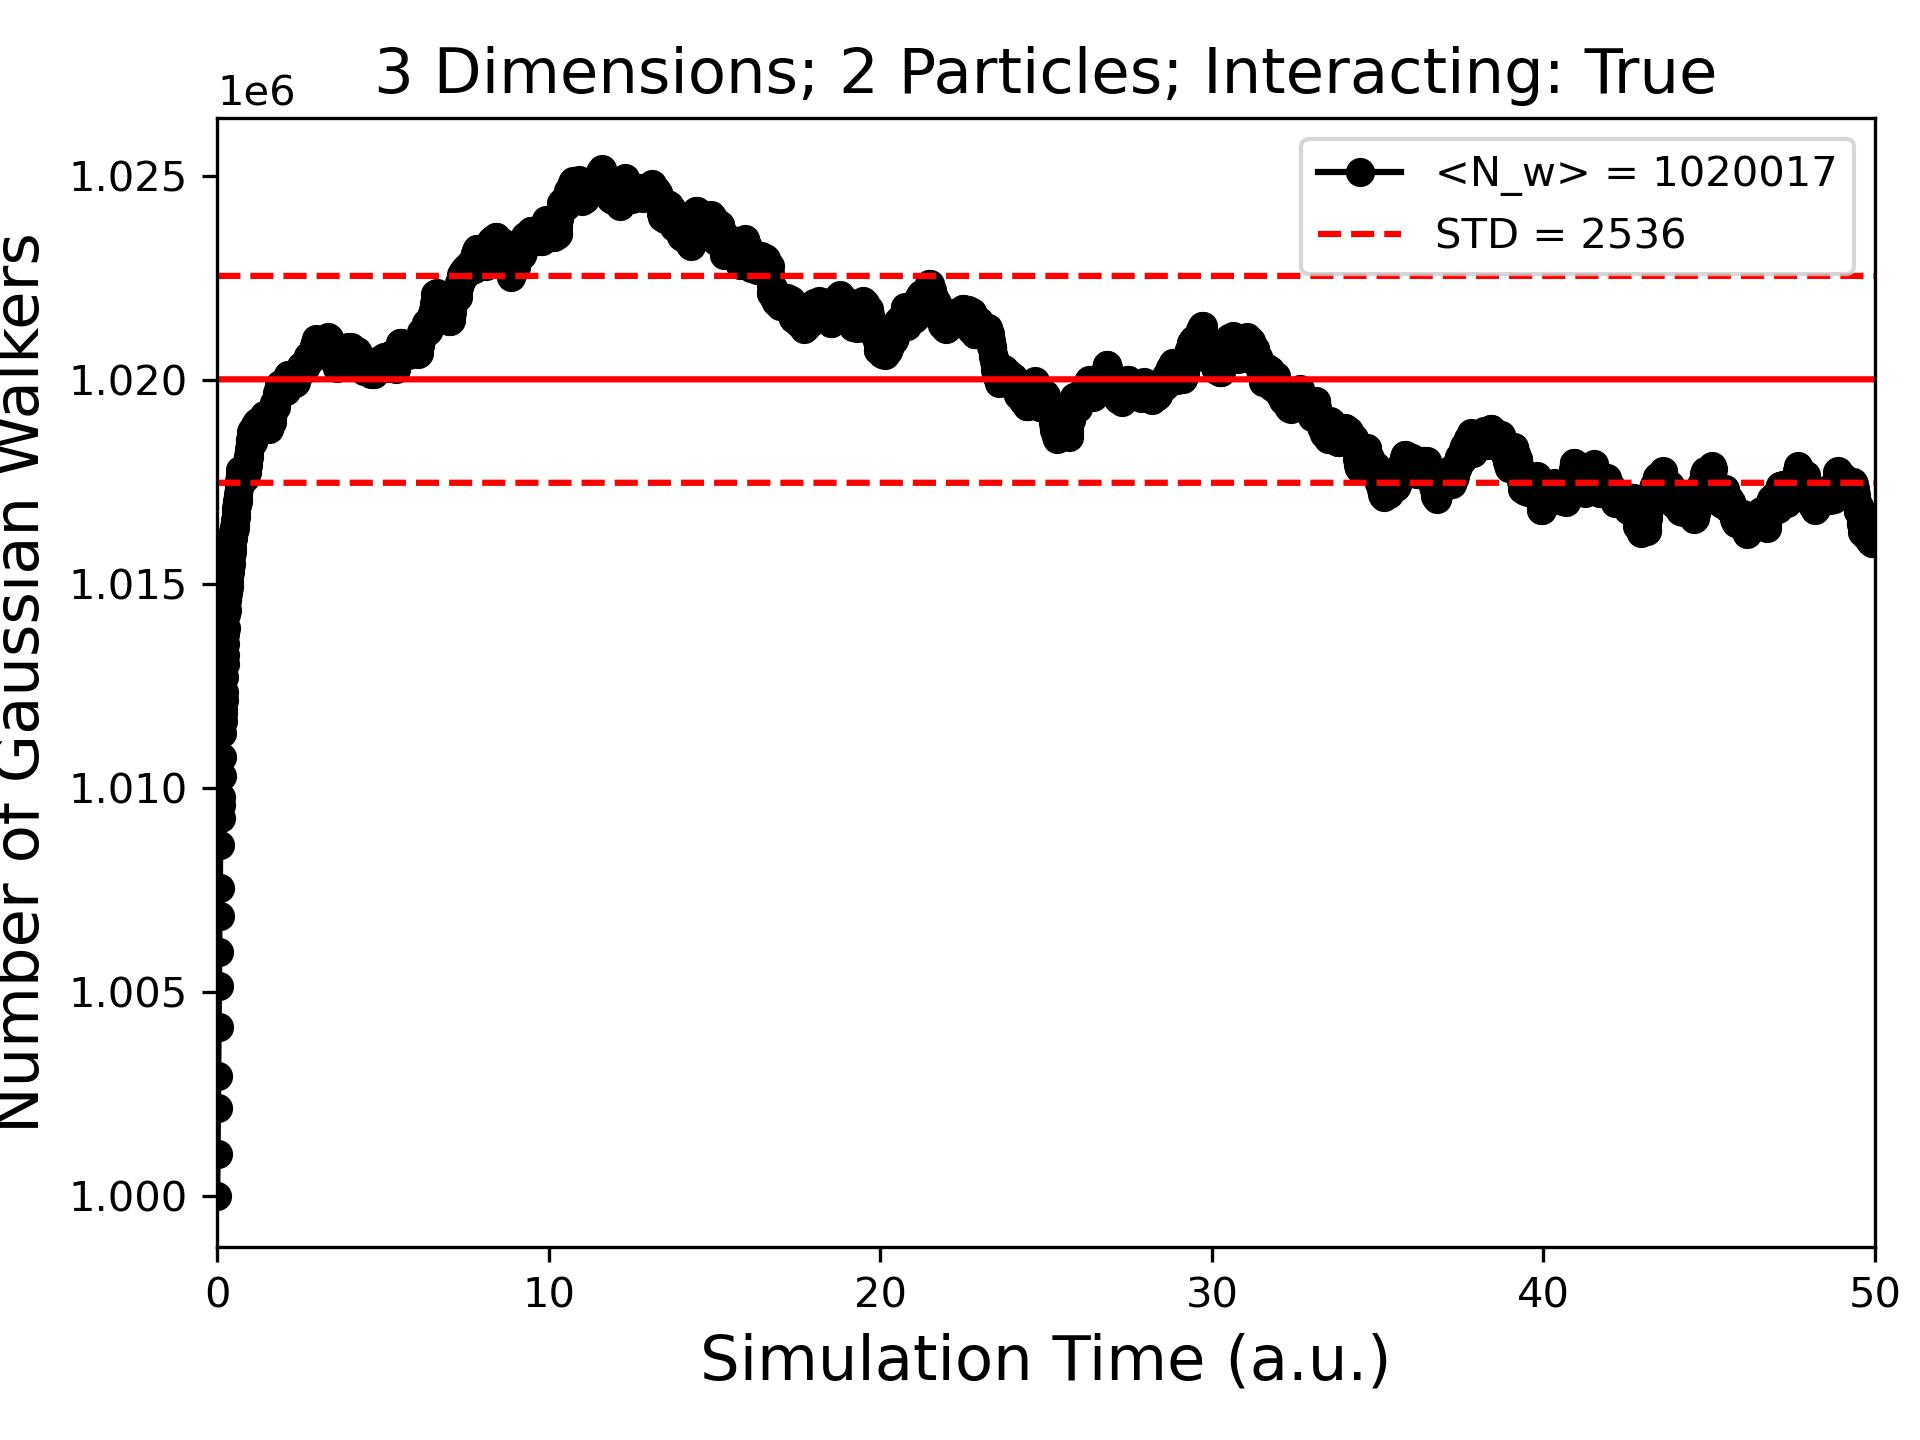 3 Dimensions; 2 Particles; Interacting: True
1e6
<N_w> = 1020017
STD = 2536
Number of Gaussian Walkers
1.025
1.020
1.015
1.010
1.005
1.000
0 10 20 30 40 50
Simulation Time (a.u.)